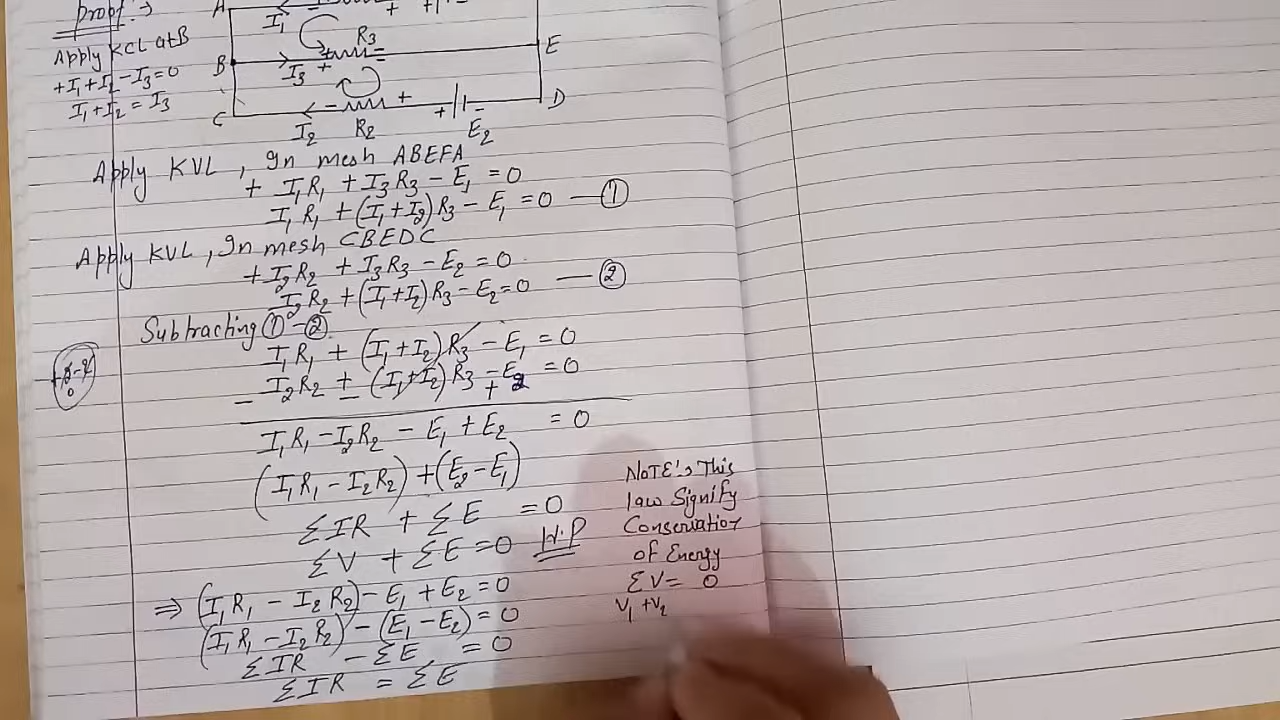 Proof :→
Apply KCL at B
+I₁+I₂-I₃=0
I₁+I₂ = I₃
A
I₁
+
+
R₃
B
I₃
+
E
C
I₂
-
R₂
+
+
-
E₂
D
Apply KVL, In mesh ABEFA
+ I₁R₁ + I₃R₃ - E₁ = 0
I₁R₁ + (I₁+I₂)R₃ - E₁ = 0 — ①
Apply KVL, In mesh CBEDC
+ I₂R₂ + I₃R₃ - E₂ = 0
I₂R₂ + (I₁+I₂)R₃ - E₂ = 0 — ②
Subtracting ① - ②
I₁R₁ + (I₁+I₂)R₃ - E₁ = 0
I₂R₂ + (I₁+I₂)R₃ - E₂ = 0
- - +
I₁R₁ - I₂R₂ - E₁ + E₂ = 0
(I₁R₁ - I₂R₂) + (E₂ - E₁)
ΣIR + ΣE = 0
ΣV + ΣE = 0 H.P
⇒ (I₁R₁ - I₂R₂) - E₁ + E₂ = 0
(I₁R₁ - I₂R₂) - (E₁ - E₂) = 0
ΣIR - ΣE = 0
ΣIR = ΣE
NOTE:→ This
law Signify
Conservation
of Energy
ΣV = 0
V₁ + V₂